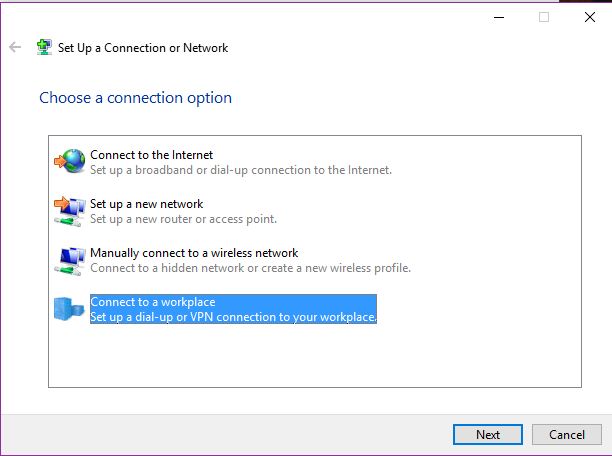 Set Up a Connection or Network
Choose a connection option
Connect to the Internet
Set up a broadband or dial-up connection to the Internet.
Set up a new network
Set up a new router or access point.
Manually connect to a wireless network
Connect to a hidden network or create a new wireless profile.
Connect to a workplace
Set up a dial-up or VPN connection to your workplace.
Next
Cancel